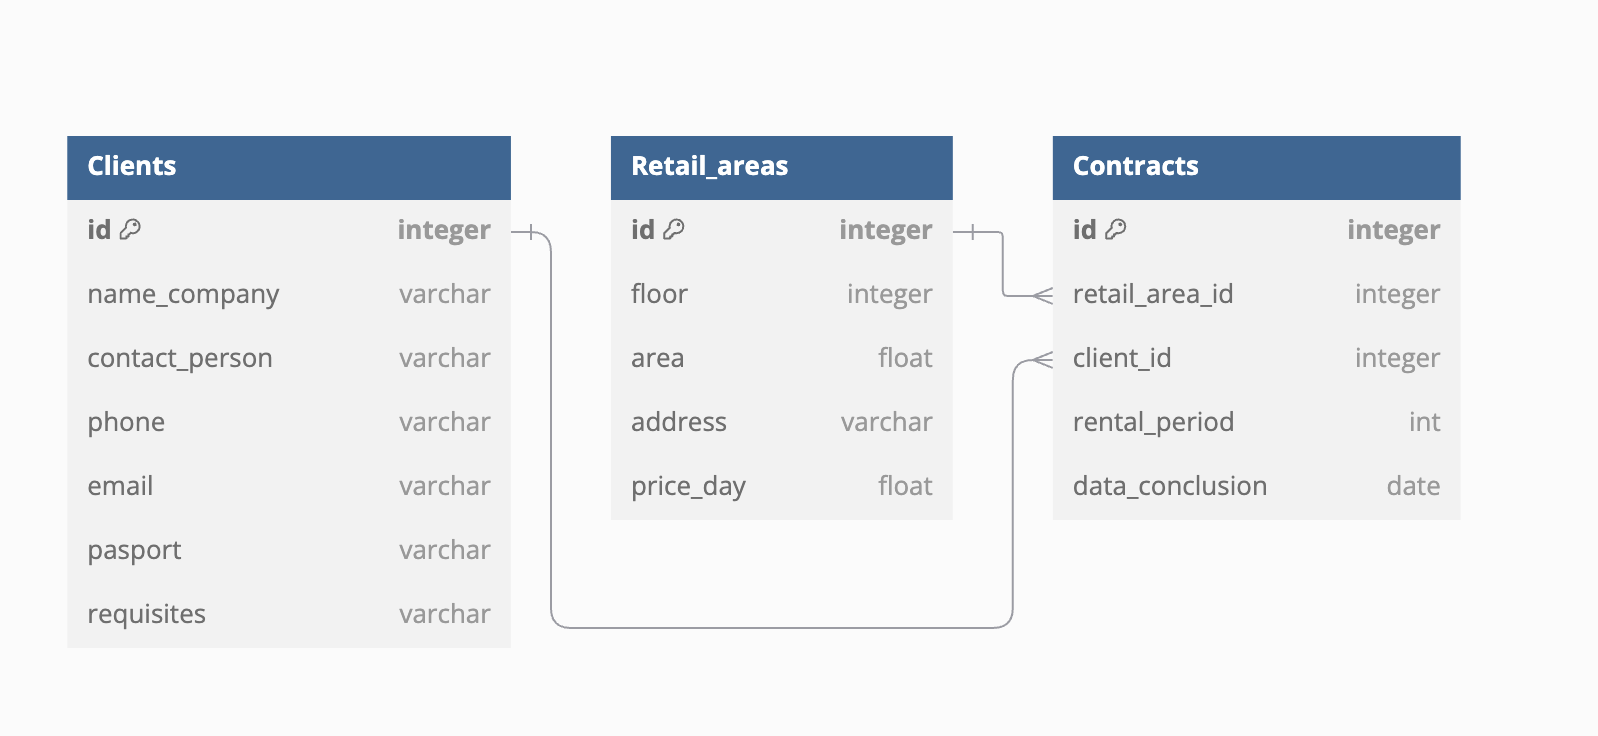 Clients
id integer
name_company varchar
contact_person varchar
phone varchar
email varchar
pasport varchar
requisites varchar
Retail_areas
id integer
floor integer
area float
address varchar
price_day float
Contracts
id integer
retail_area_id integer
client_id integer
rental_period int
data_conclusion date